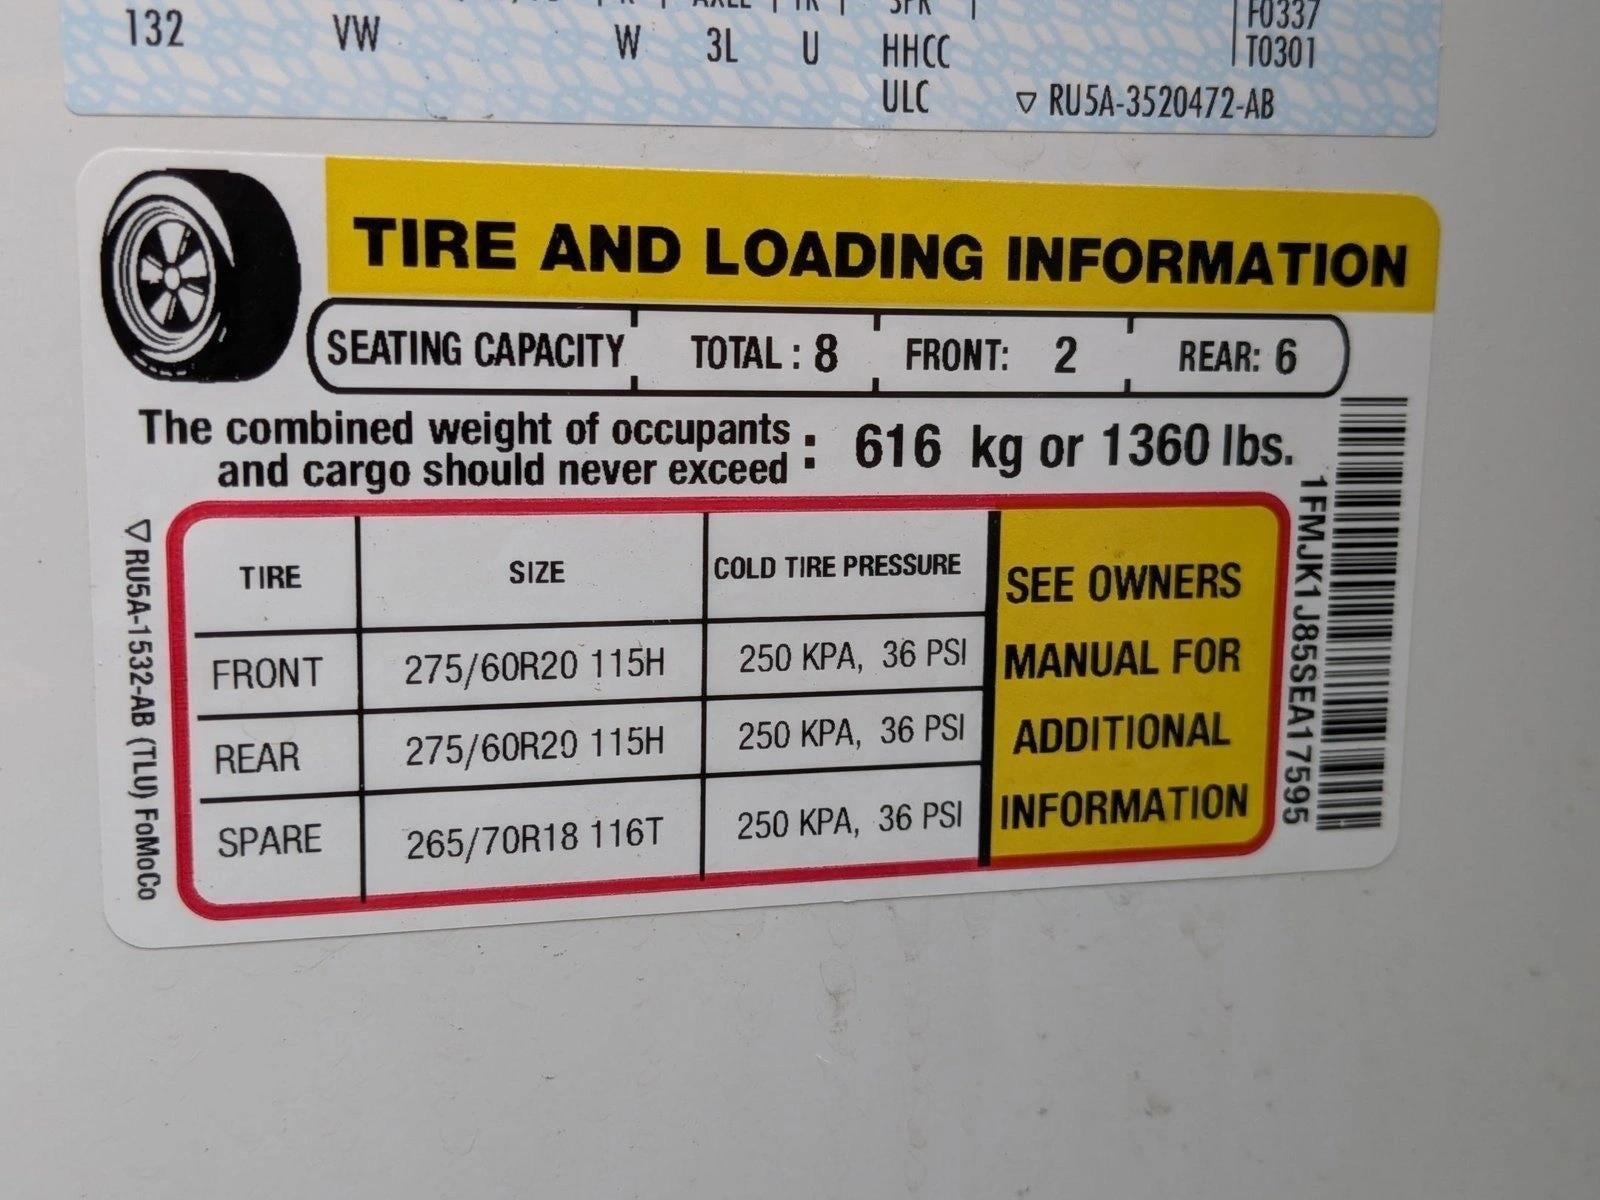 F0337
132 VW W 3L U HHCC T0301
ULC ▽ RU5A-3520472-AB
TIRE AND LOADING INFORMATION
SEATING CAPACITY TOTAL : 8 FRONT: 2 REAR: 6
The combined weight of occupants
and cargo should never exceed : 616 kg or 1360 lbs.
TIRE SIZE COLD TIRE PRESSURE
FRONT 275/60R20 115H 250 KPA, 36 PSI
REAR 275/60R20 115H 250 KPA, 36 PSI
SPARE 265/70R18 116T 250 KPA, 36 PSI
SEE OWNERS
MANUAL FOR
ADDITIONAL
INFORMATION
1FMJK1J85SEA17595
▽ RU5A-1532-AB (TLU) FoMoCo